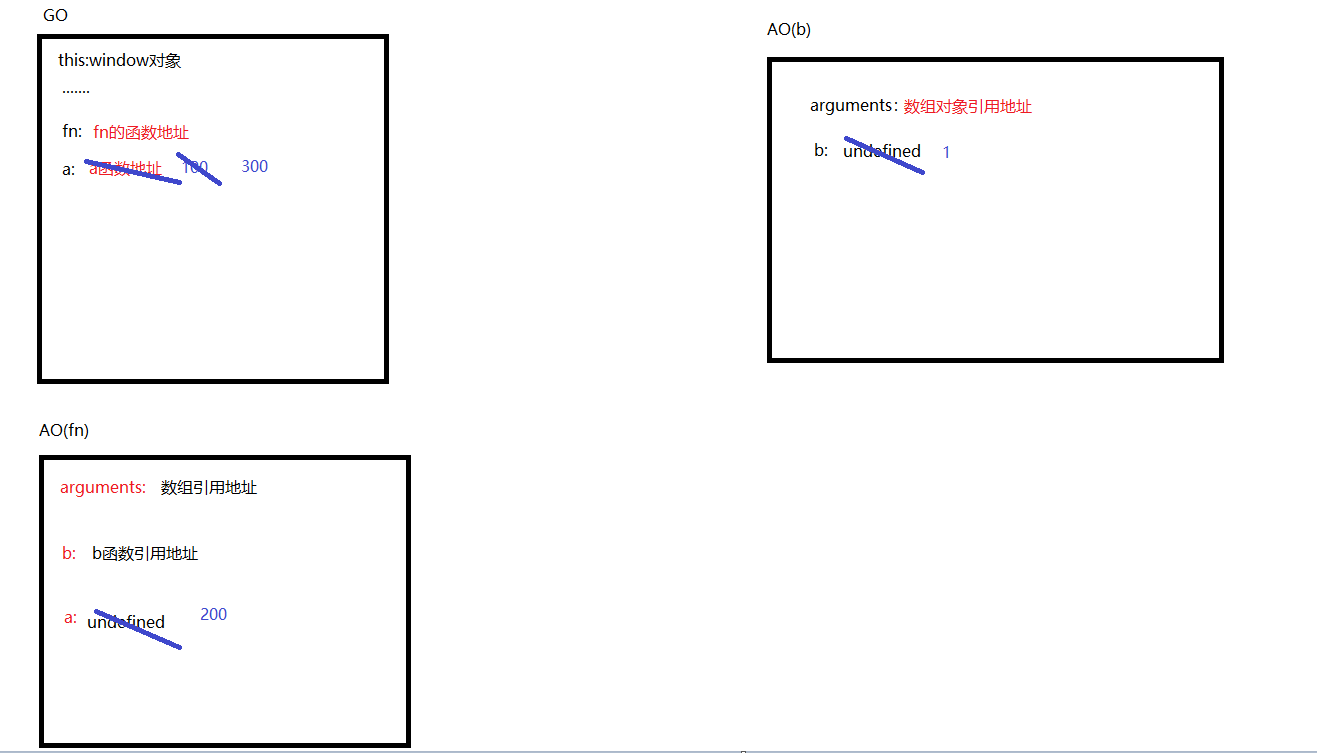 GO
this:window对象
.......
fn: fn的函数地址
a: a函数地址 100 300
AO(b)
arguments: 数组对象引用地址
b: undefined 1
AO(fn)
arguments: 数组引用地址
b: b函数引用地址
a: undefined 200